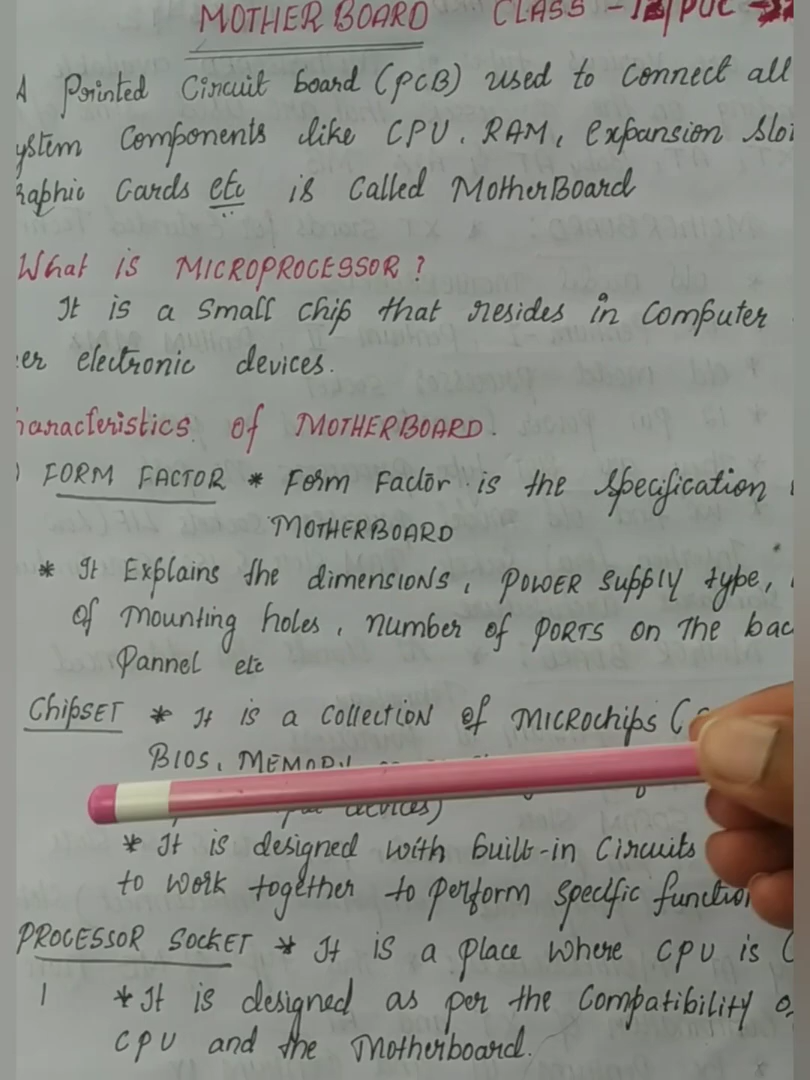 MOTHER BOARD CLASS - PUC
A Printed Circuit board (PCB) used to Connect all
ystem Components like CPU, RAM, Expansion Slo
raphic Cards etc is Called MotherBoard
What is MICROPROCESSOR?
It is a Small chip that resides in Computer
er electronic devices.
haracteristics of MOTHERBOARD.
) FORM FACTOR * Form Factor is the Specification
MOTHERBOARD
* It Explains the dimensions, POWER Supply type,
of Mounting holes, number of PORTS on The bac
Pannel etc
ChipSET * It is a Collection of MICROchips (
BIOS, MEMO
devices)
* It is designed with built-in Circuits
to work together to perform specific functio
PROCESSOR SOCKET * It is a Place where CPU is
* It is designed as per the Compatibility o
CPU and the Motherboard.